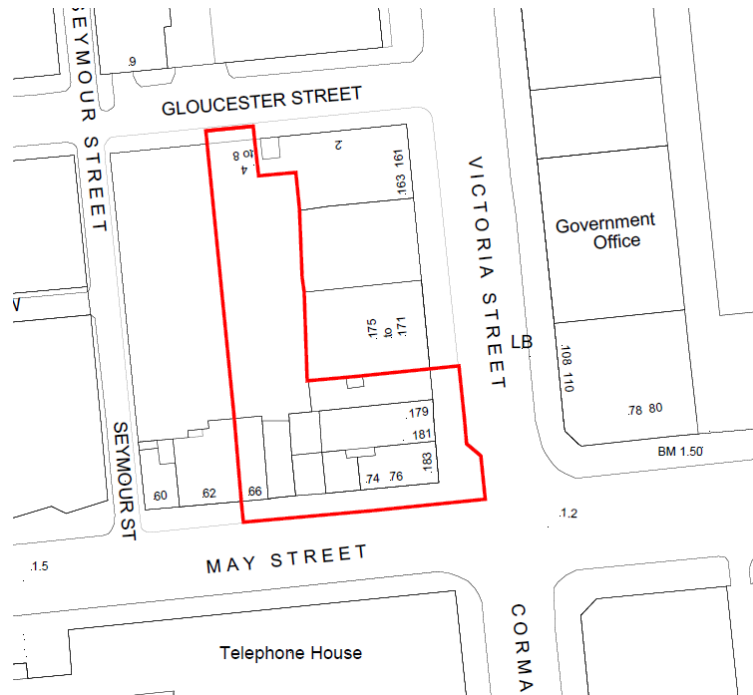 SEYMOUR STREET
.6
GLOUCESTER STREET
4 to 8
2
163 161
VICTORIA STREET
Government
Office
.175
to
171
LB
.108
110
.179
181
.183
.78 80
.74 .76
60
62
.66
SEYMOUR ST
BM 1.50
MAY STREET
.1.2
.1.5
Telephone House
CORMA